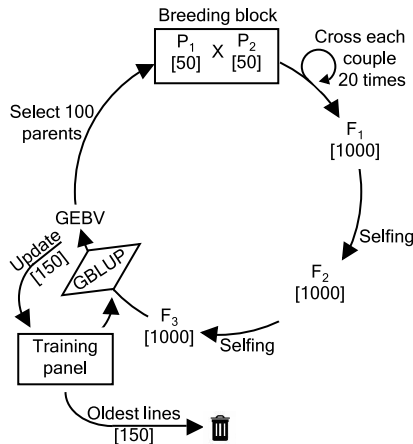 Breeding block
P₁ X P₂
[50] [50]
Cross each
couple
20 times
F₁
[1000]
Selfing
F₂
[1000]
Selfing
F₃
[1000]
GBLUP
GEBV
Select 100
parents
Update
[150]
Training
panel
Oldest lines
[150]